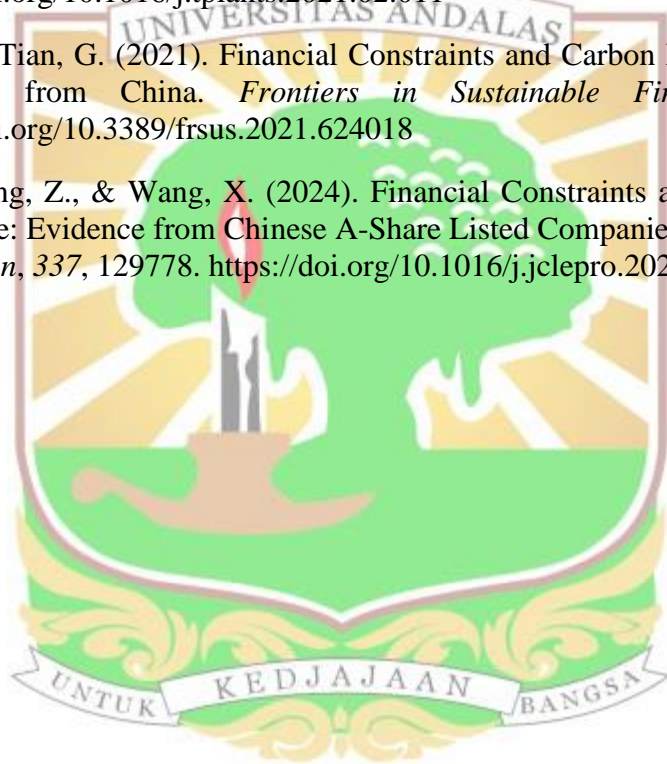 .org/10.1016/j.tplants.2021.02.011
UNIVERSITAS ANDALAS
Tian, G. (2021). Financial Constraints and Carbon
from China. Frontiers in Sustainable Fin
i.org/10.3389/frsus.2021.624018
ng, Z., & Wang, X. (2024). Financial Constraints a
e: Evidence from Chinese A-Share Listed Companie
n, 337, 129778. https://doi.org/10.1016/j.jclepro.202
UNTUK KEDJAJAAN BANGSA